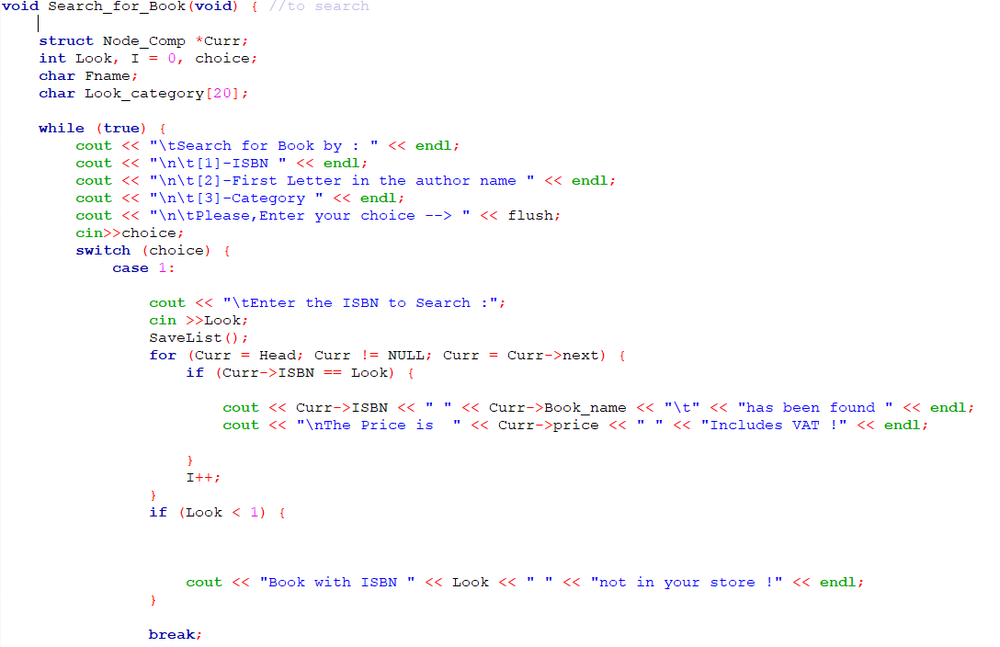 void Search_for_Book(void) { //to search
struct Node_Comp *Curr;
int Look, I = 0, choice;
char Fname;
char Look_category[20];
while (true) {
cout << "\tSearch for Book by : " << endl;
cout << "\n\t[1]-ISBN " << endl;
cout << "\n\t[2]-First Letter in the author name " << endl;
cout << "\n\t[3]-Category " << endl;
cout << "\n\tPlease,Enter your choice --> " << flush;
cin>>choice;
switch (choice) {
case 1:
cout << "\tEnter the ISBN to Search :";
cin >>Look;
SaveList();
for (Curr = Head; Curr != NULL; Curr = Curr->next) {
if (Curr->ISBN == Look) {
cout << Curr->ISBN << " " << Curr->Book_name << "\t" << "has been found " << endl;
cout << "\nThe Price is  " << Curr->price << " " << "Includes VAT !" << endl;
}
I++;
}
if (Look < 1) {
cout << "Book with ISBN " << Look << " " << "not in your store !" << endl;
}
break;